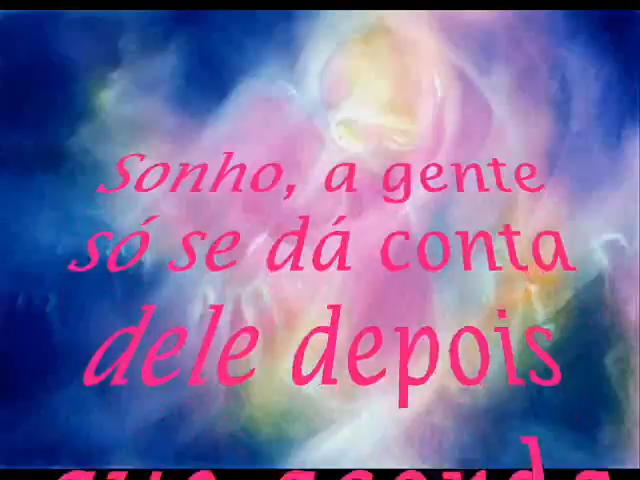 Sonho, a gente
só se dá conta
dele depois
que acorda